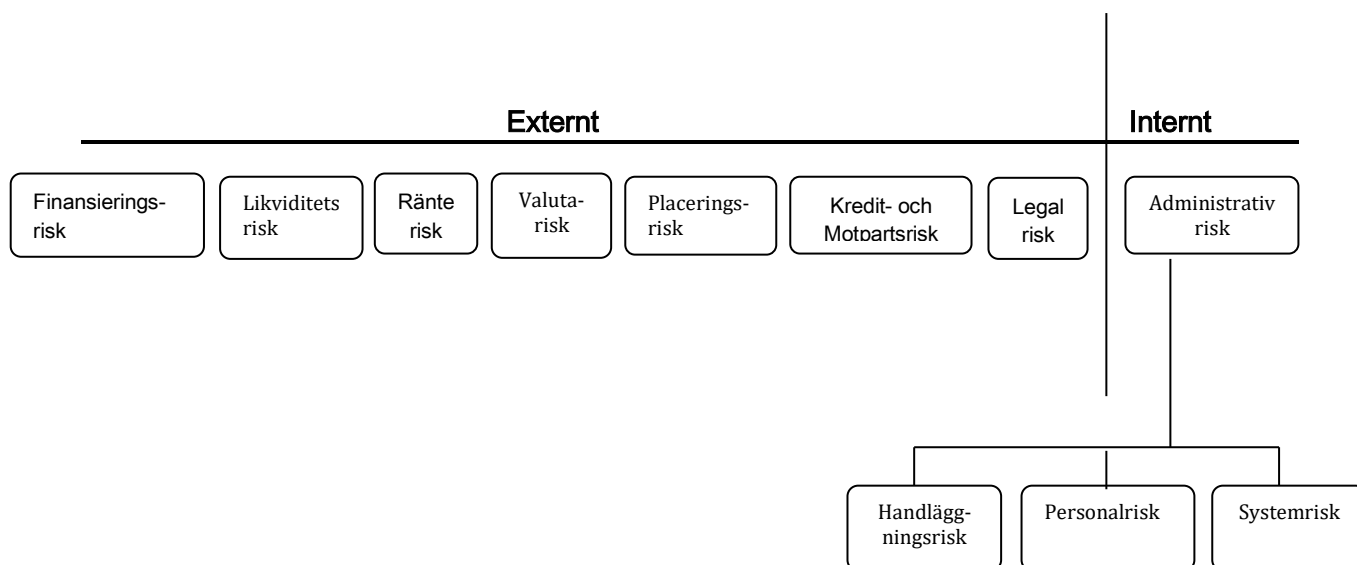 Externt
Internt
Finansierings-
risk
Likviditets
risk
Ränte
risk
Valuta-
risk
Placerings-
risk
Kredit- och
Motpartsrisk
Legal
risk
Administrativ
risk
Handlägg-
ningsrisk
Personalrisk
Systemrisk